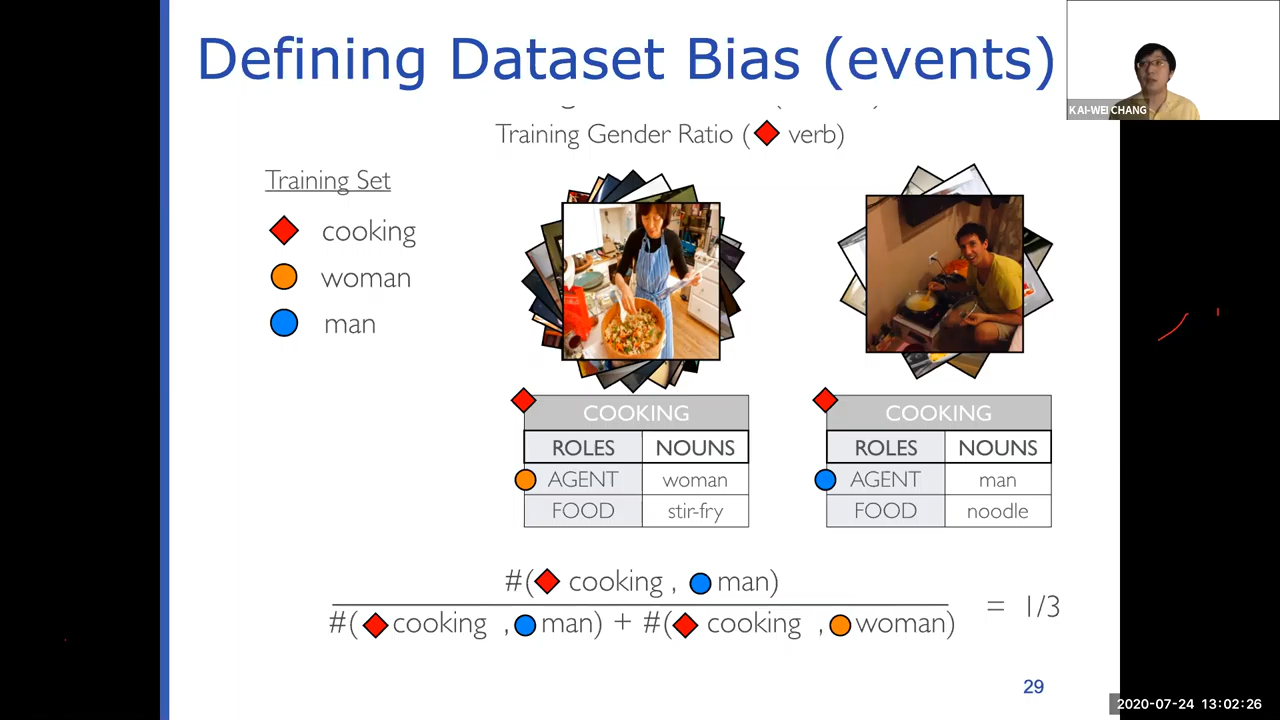 Defining Dataset Bias (events)
KAI-WEI CHANG
Training Gender Ratio ( verb)
Training Set
cooking
woman
man
COOKING
ROLES NOUNS
AGENT woman
FOOD stir-fry
COOKING
ROLES NOUNS
AGENT man
FOOD noodle
#( cooking , man)
#( cooking , man) + #( cooking , woman)
= 1/3
29
2020-07-24 13:02:26